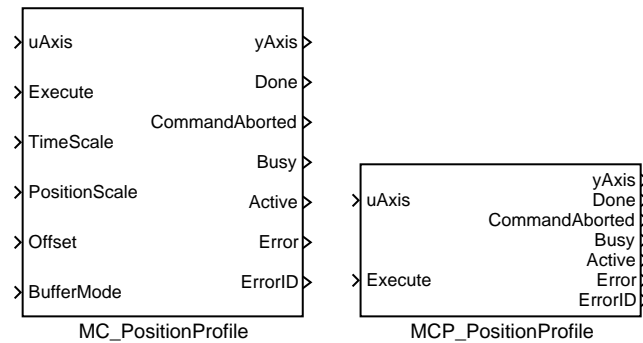 uAxis
Execute
TimeScale
PositionScale
Offset
BufferMode
yAxis
Done
CommandAborted
Busy
Active
Error
ErrorID
MC_PositionProfile
uAxis
Execute
yAxis
Done
CommandAborted
Busy
Active
Error
ErrorID
MCP_PositionProfile